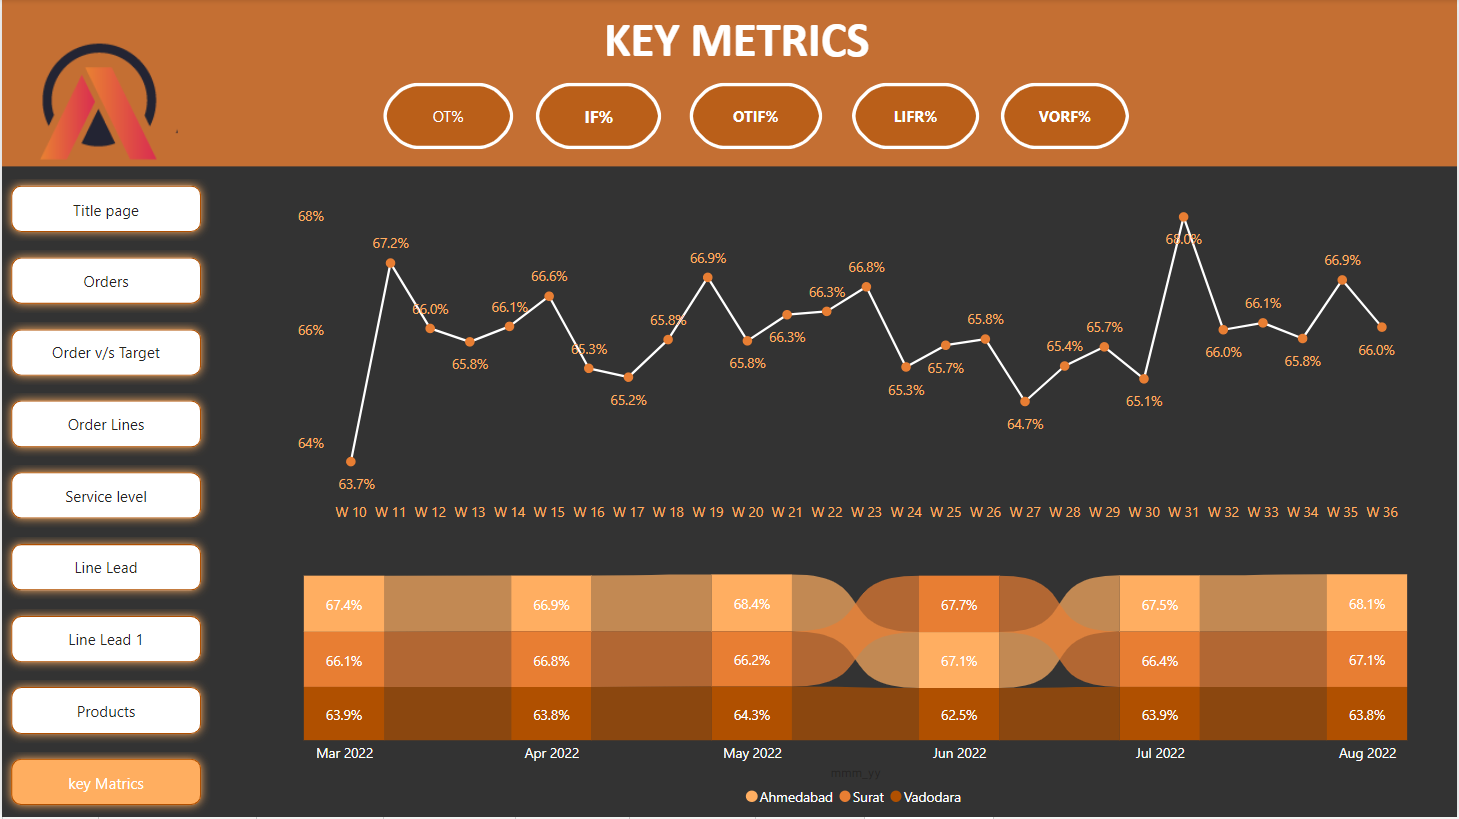 KEY METRICS
OT%
IF%
OTIF%
LIFR%
VORF%
Title page
Orders
Order v/s Target
Order Lines
Service level
Line Lead
Line Lead 1
Products
key Matrics
68%
66%
64%
63.7%
67.2%
66.0%
65.8%
66.1%
66.6%
65.3%
65.2%
65.8%
66.9%
65.8%
66.3%
66.3%
66.8%
65.3%
65.7%
65.8%
64.7%
65.4%
65.7%
65.1%
68.0%
66.0%
66.1%
65.8%
66.9%
66.0%
W 10 W 11 W 12 W 13 W 14 W 15 W 16 W 17 W 18 W 19 W 20 W 21 W 22 W 23 W 24 W 25 W 26 W 27 W 28 W 29 W 30 W 31 W 32 W 33 W 34 W 35 W 36
67.4% 66.9% 68.4% 67.7% 67.5% 68.1%
66.1% 66.8% 66.2% 67.1% 66.4% 67.1%
63.9% 63.8% 64.3% 62.5% 63.9% 63.8%
Mar 2022 Apr 2022 May 2022 Jun 2022 Jul 2022 Aug 2022
mmm_yy
Ahmedabad Surat Vadodara